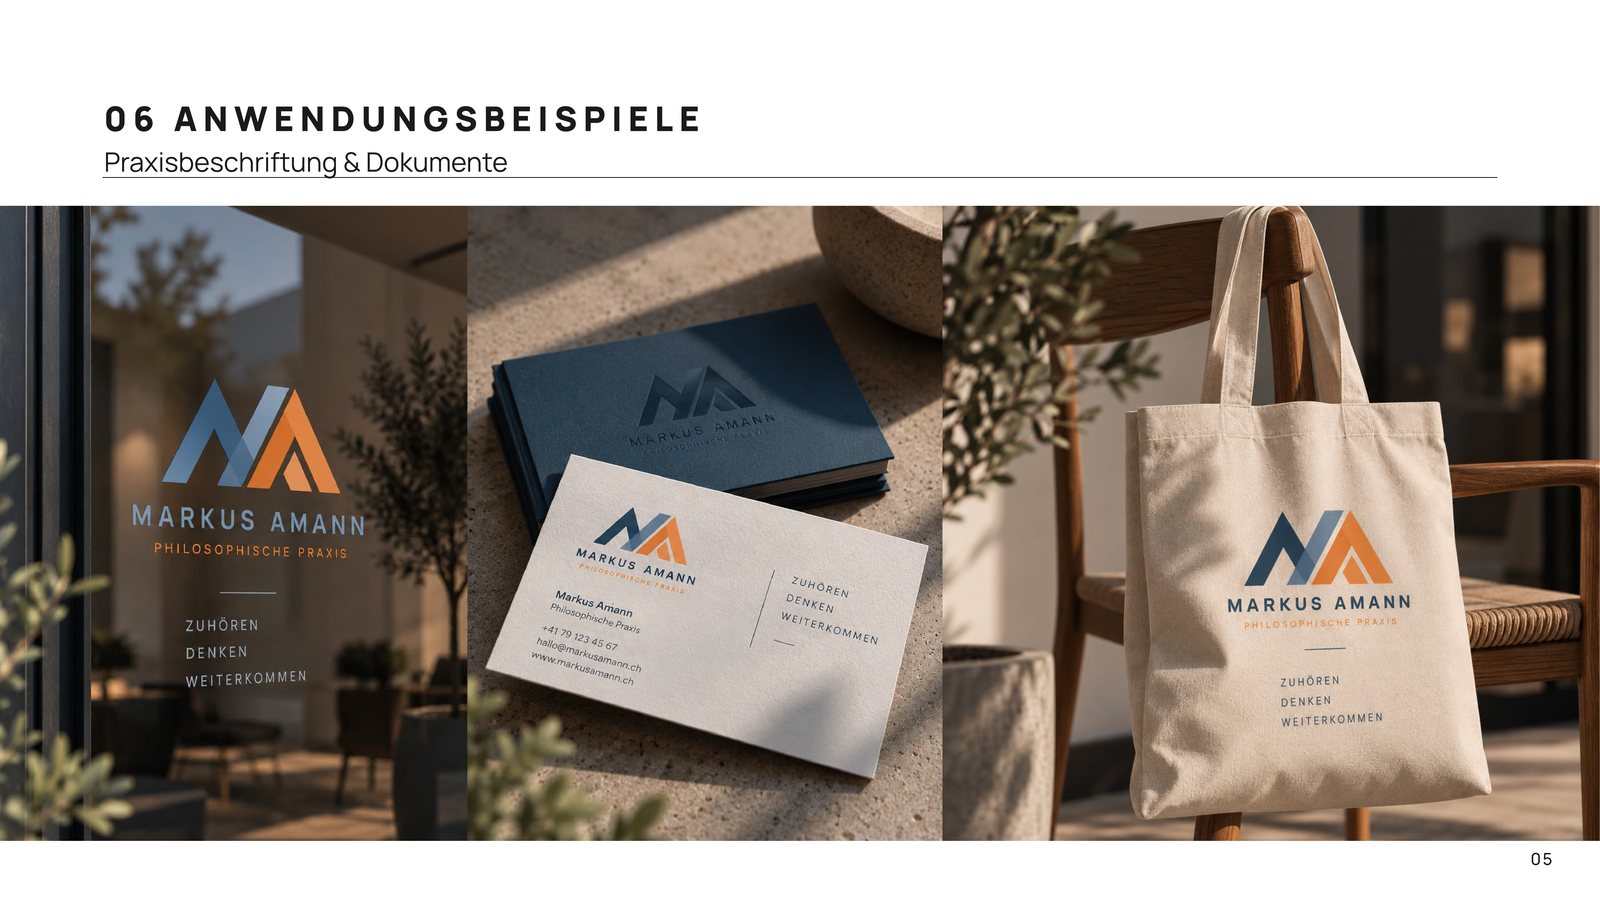 06 ANWENDUNGSBEISPIELE
Praxisbeschriftung & Dokumente
MARKUS AMANN
PHILOSOPHISCHE PRAXIS
ZUHÖREN
DENKEN
WEITERKOMMEN
MARKUS AMANN
PHILOSOPHISCHE PRAXIS
MARKUS AMANN
PHILOSOPHISCHE PRAXIS
Markus Amann
Philosophische Praxis
+41 79 123 45 67
hallo@markusamann.ch
www.markusamann.ch
ZUHÖREN
DENKEN
WEITERKOMMEN
MARKUS AMANN
PHILOSOPHISCHE PRAXIS
ZUHÖREN
DENKEN
WEITERKOMMEN
05